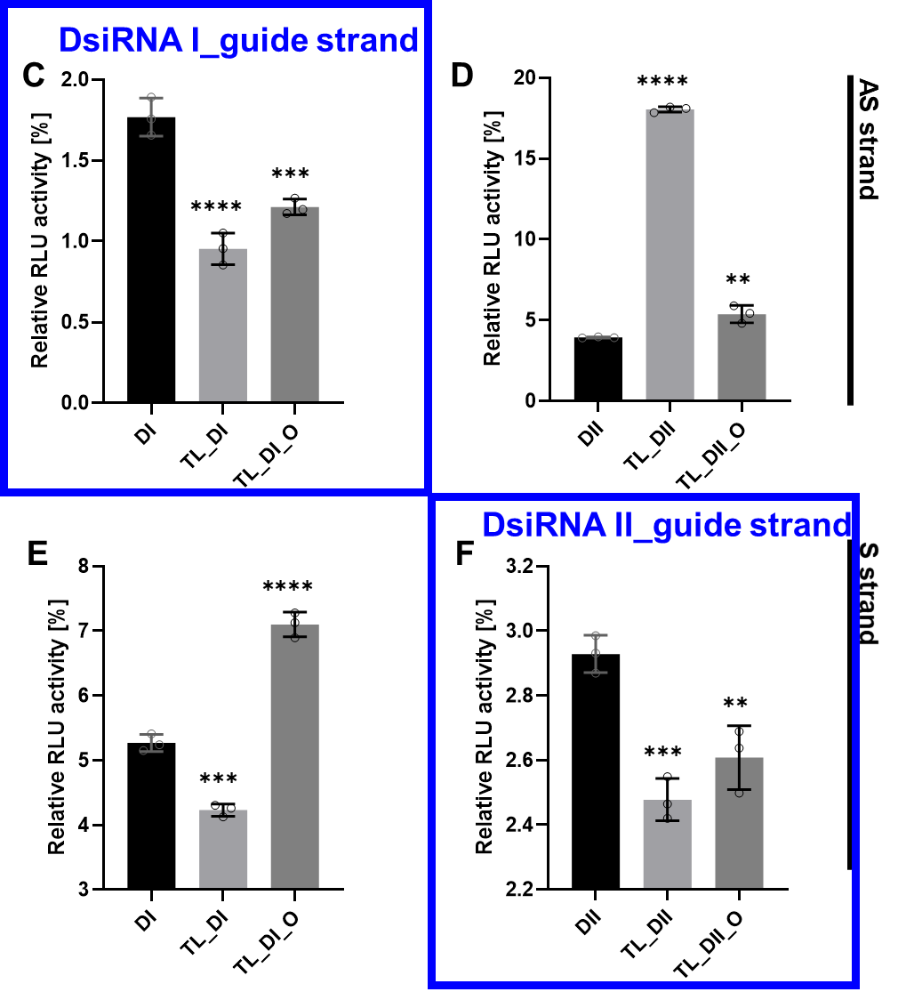 DsiRNA I_guide strand
C
Relative RLU activity [%]
2.0
1.5
1.0
0.5
0.0
****
***
DI
TL_DI
TL_DI_O
D
Relative RLU activity [%]
20
15
10
5
0
****
**
DII
TL_DII
TL_DII_O
AS strand
E
Relative RLU activity [%]
8
7
6
5
4
3
***
****
DI
TL_DI
TL_DI_O
DsiRNA II_guide strand
F
Relative RLU activity [%]
3.2
3.0
2.8
2.6
2.4
2.2
***
**
DII
TL_DII
TL_DII_O
S strand